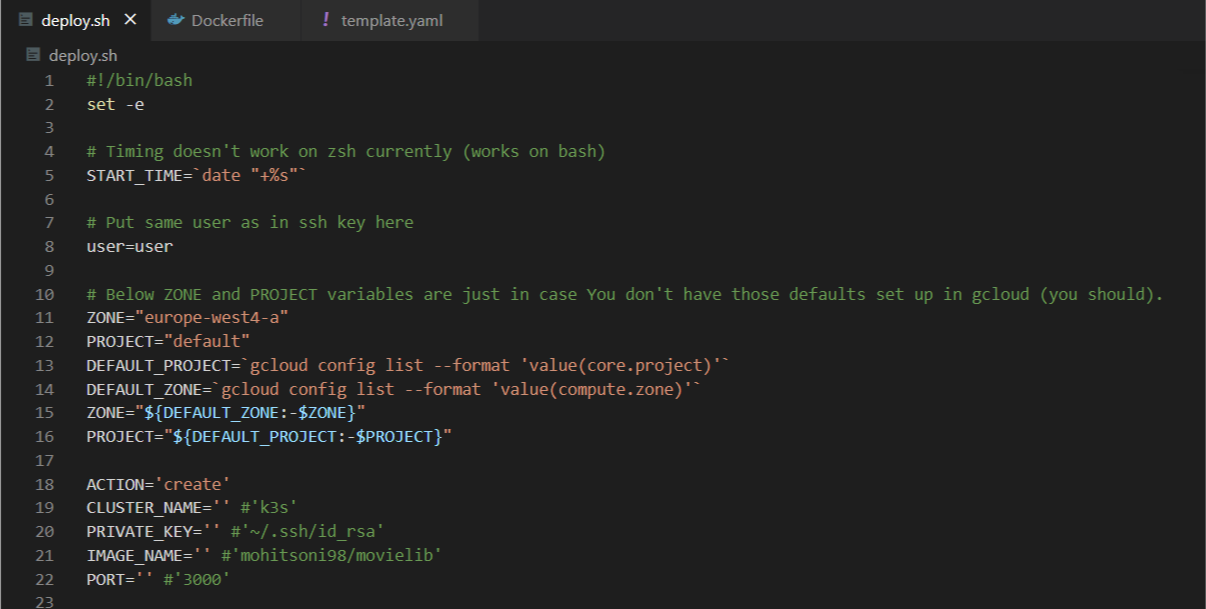 deploy.sh × Dockerfile ! template.yaml
deploy.sh
1 #!/bin/bash
2 set -e
3
4 # Timing doesn't work on zsh currently (works on bash)
5 START_TIME=`date "+%s"`
6
7 # Put same user as in ssh key here
8 user=user
9
10 # Below ZONE and PROJECT variables are just in case You don't have those defaults set up in gcloud (you should).
11 ZONE="europe-west4-a"
12 PROJECT="default"
13 DEFAULT_PROJECT=`gcloud config list --format 'value(core.project)'`
14 DEFAULT_ZONE=`gcloud config list --format 'value(compute.zone)'`
15 ZONE="${DEFAULT_ZONE:-$ZONE}"
16 PROJECT="${DEFAULT_PROJECT:-$PROJECT}"
17
18 ACTION='create'
19 CLUSTER_NAME='' #'k3s'
20 PRIVATE_KEY='' #'~/.ssh/id_rsa'
21 IMAGE_NAME='' #'mohitsoni98/movielib'
22 PORT='' #'3000'
23